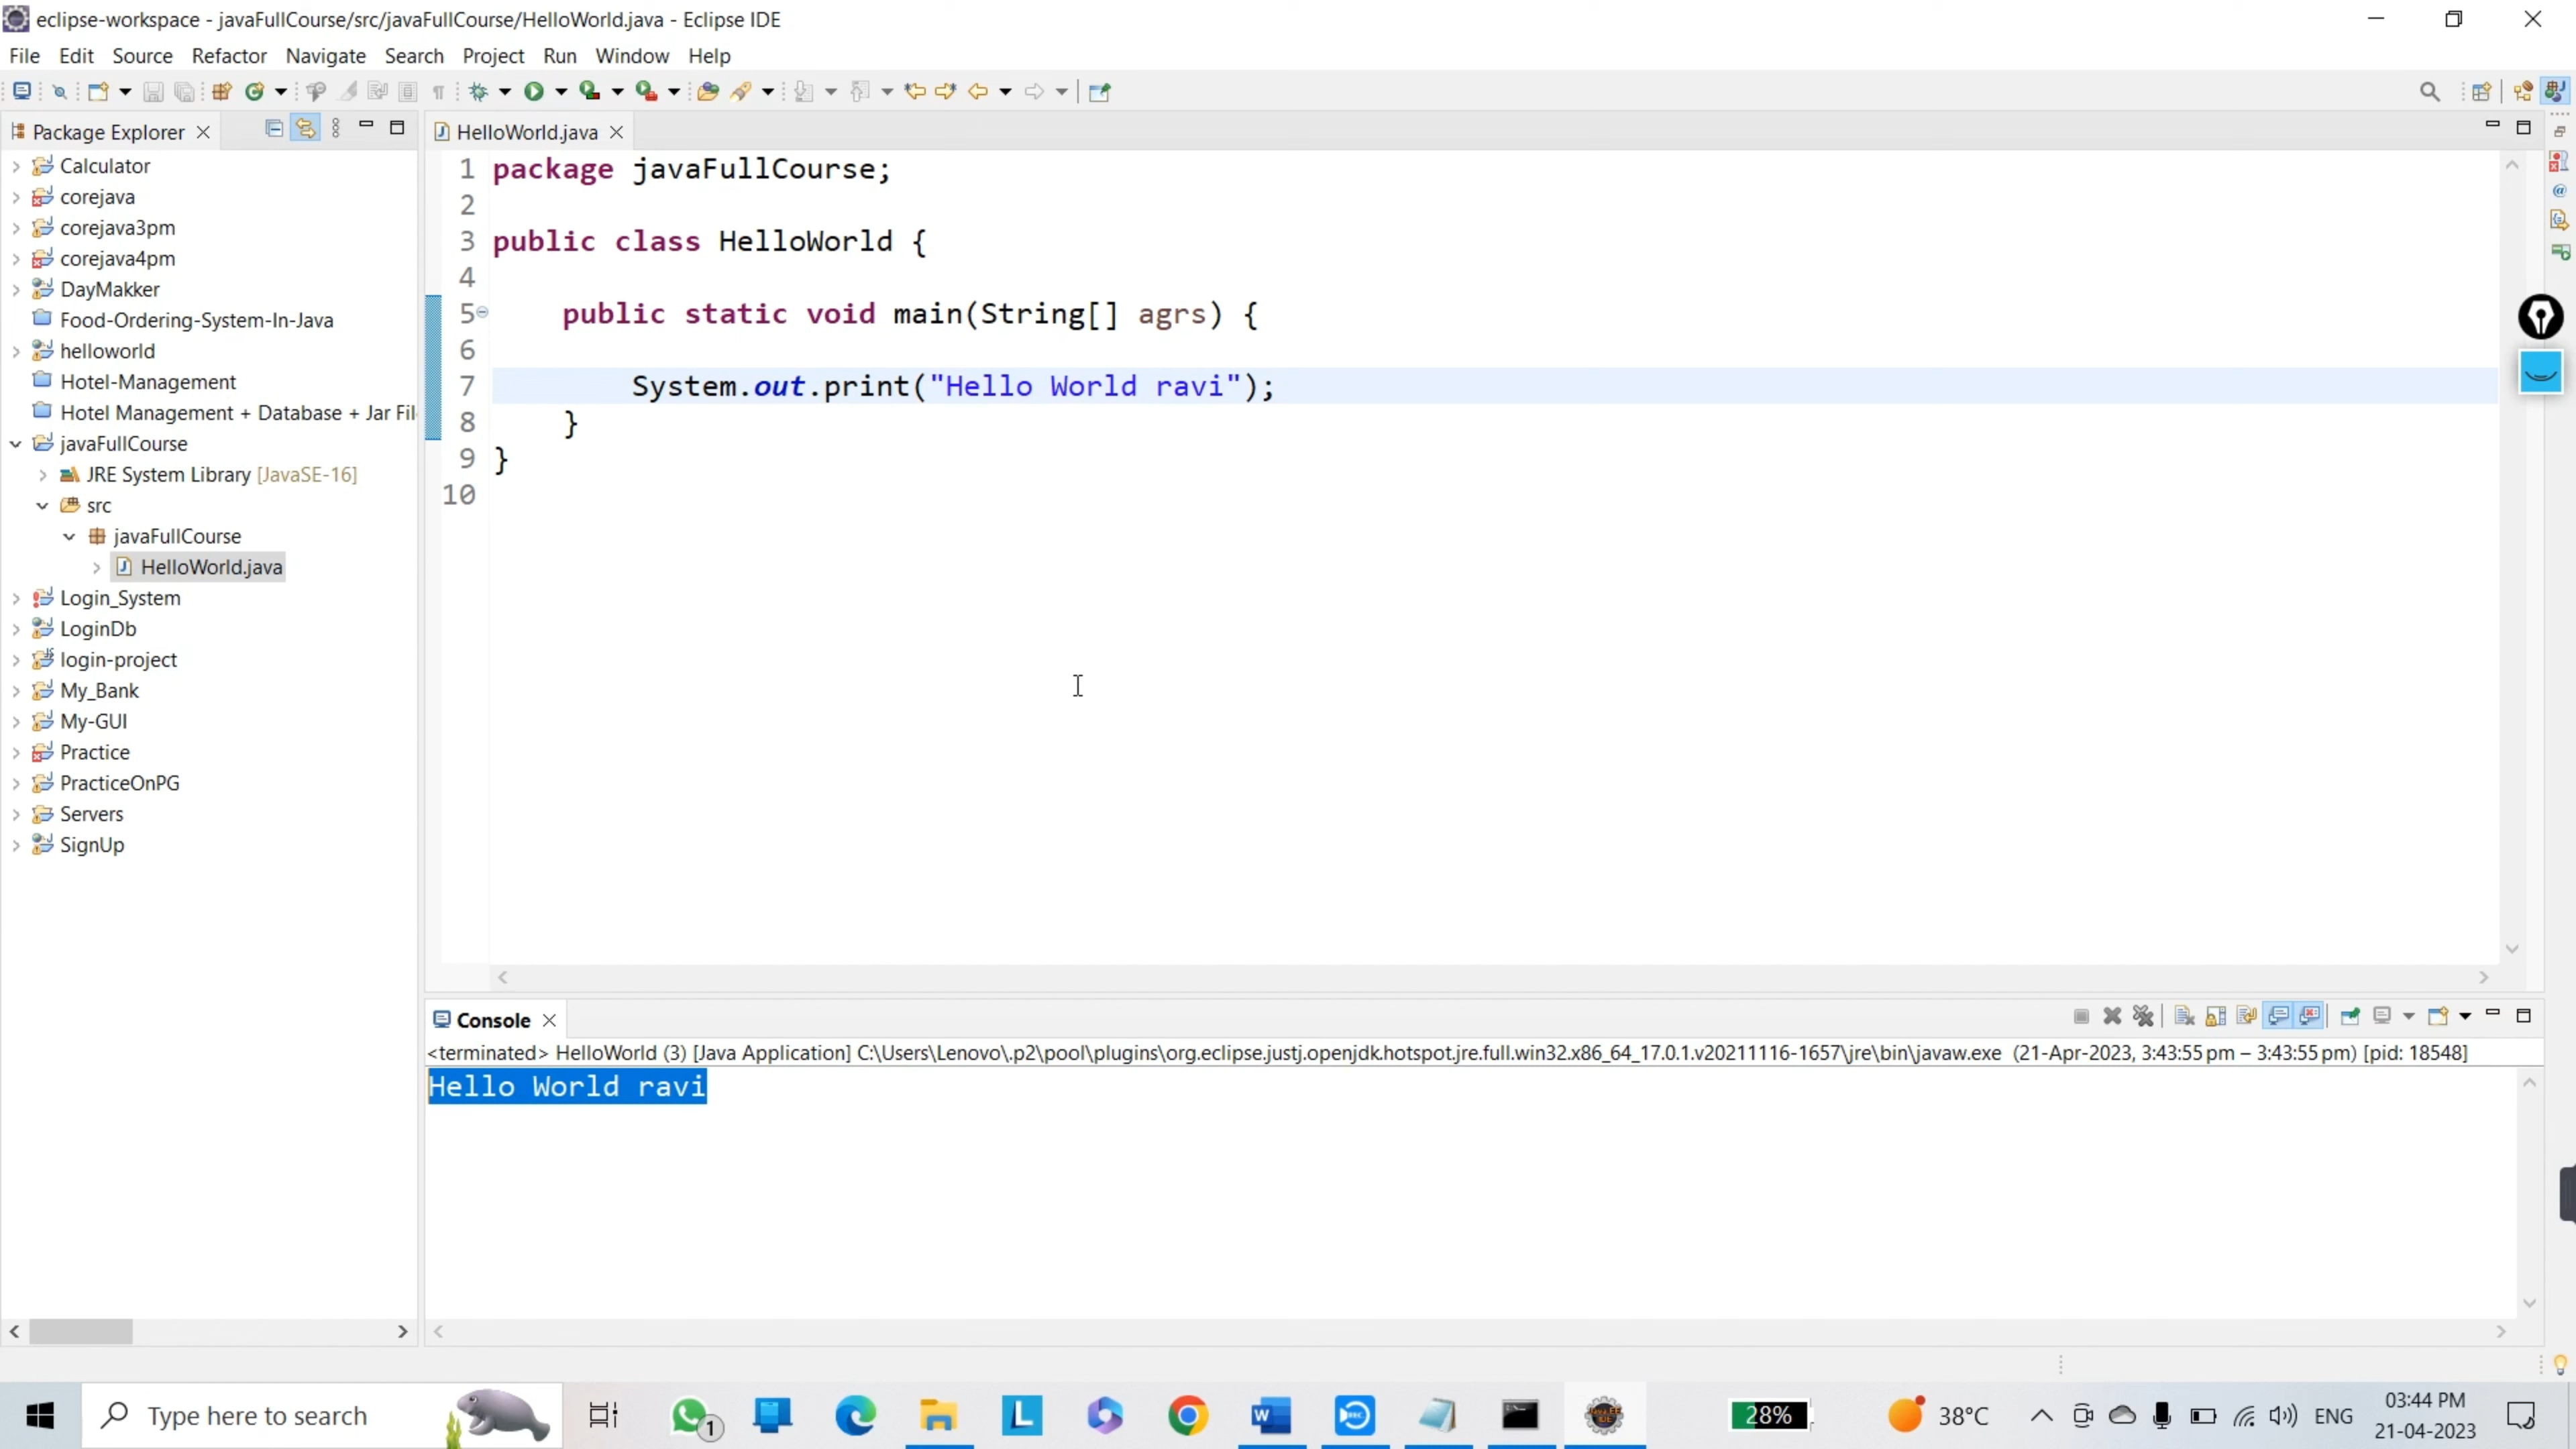 eclipse-workspace - javaFullCourse/src/javaFullCourse/HelloWorld.java - Eclipse IDE
File Edit Source Refactor Navigate Search Project Run Window Help
Package Explorer
Calculator
corejava
corejava3pm
corejava4pm
DayMakker
Food-Ordering-System-In-Java
helloworld
Hotel-Management
Hotel Management + Database + Jar Fil
javaFullCourse
JRE System Library [JavaSE-16]
src
javaFullCourse
HelloWorld.java
Login_System
LoginDb
login-project
My_Bank
My-GUI
Practice
PracticeOnPG
Servers
SignUp
HelloWorld.java
1 package javaFullCourse;
2
3 public class HelloWorld {
4
5 public static void main(String[] agrs) {
6
7 System.out.print("Hello World ravi");
8 }
9 }
10
Console
<terminated> HelloWorld (3) [Java Application] C:\Users\Lenovo\.p2\pool\plugins\org.eclipse.justj.openjdk.hotspot.jre.full.win32.x86_64_17.0.1.v20211116-1657\jre\bin\javaw.exe (21-Apr-2023, 3:43:55 pm – 3:43:55 pm) [pid: 18548]
Hello World ravi
Type here to search
1
28%
38°C
ENG
03:44 PM
21-04-2023